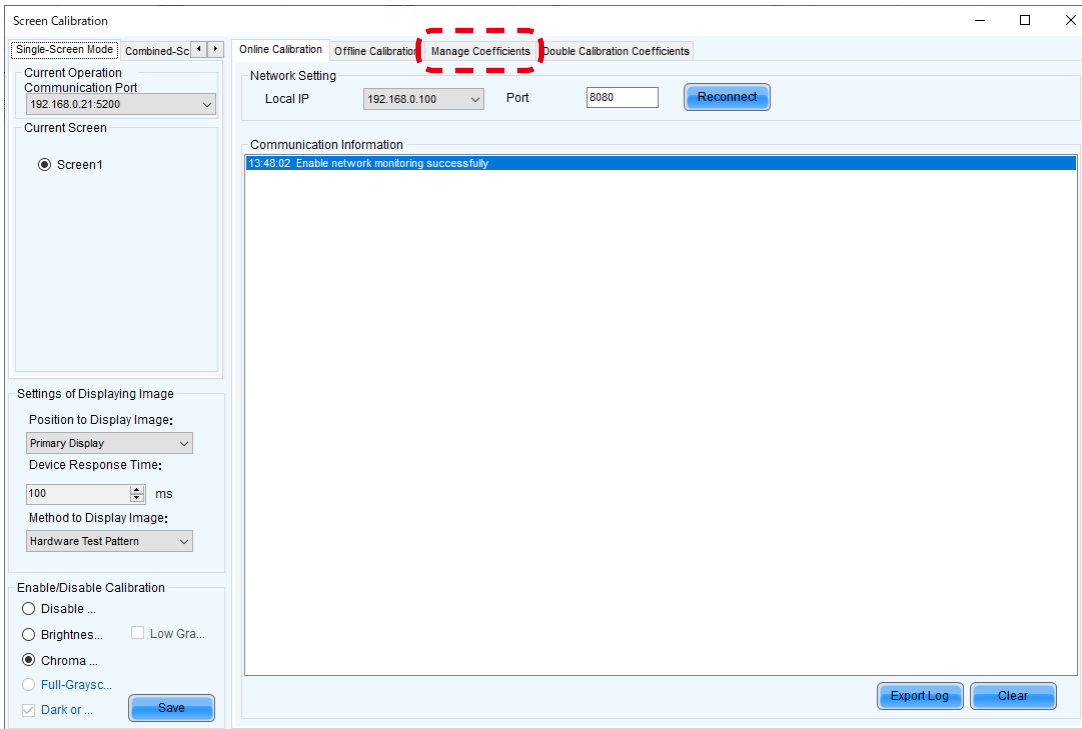 Screen Calibration
Single-Screen Mode
Combined-Sc
Current Operation
Communication Port
192.168.0.21:5200
Current Screen
Screen1
Settings of Displaying Image
Position to Display Image:
Primary Display
Device Response Time:
100 ms
Method to Display Image:
Hardware Test Pattern
Enable/Disable Calibration
Disable ...
Brightnes... Low Gra...
Chroma ...
Full-Graysc...
Dark or ... Save
Online Calibration Offline Calibration Manage Coefficients Double Calibration Coefficients
Network Setting
Local IP 192.168.0.100 Port 8080 Reconnect
Communication Information
13:48:02 Enable network monitoring successfully
Export Log Clear